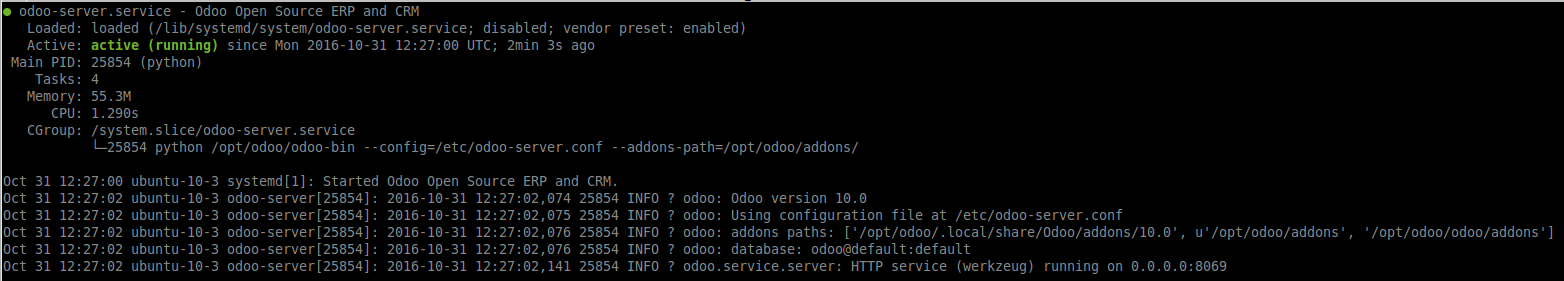 ● odoo-server.service - Odoo Open Source ERP and CRM
Loaded: loaded (/lib/systemd/system/odoo-server.service; disabled; vendor preset: enabled)
Active: active (running) since Mon 2016-10-31 12:27:00 UTC; 2min 3s ago
Main PID: 25854 (python)
Tasks: 4
Memory: 55.3M
CPU: 1.290s
CGroup: /system.slice/odoo-server.service
└─25854 python /opt/odoo/odoo-bin --config=/etc/odoo-server.conf --addons-path=/opt/odoo/addons/
Oct 31 12:27:00 ubuntu-10-3 systemd[1]: Started Odoo Open Source ERP and CRM.
Oct 31 12:27:02 ubuntu-10-3 odoo-server[25854]: 2016-10-31 12:27:02,074 25854 INFO ? odoo: Odoo version 10.0
Oct 31 12:27:02 ubuntu-10-3 odoo-server[25854]: 2016-10-31 12:27:02,075 25854 INFO ? odoo: Using configuration file at /etc/odoo-server.conf
Oct 31 12:27:02 ubuntu-10-3 odoo-server[25854]: 2016-10-31 12:27:02,076 25854 INFO ? odoo: addons paths: ['/opt/odoo/.local/share/Odoo/addons/10.0', u'/opt/odoo/addons', '/opt/odoo/odoo/addons']
Oct 31 12:27:02 ubuntu-10-3 odoo-server[25854]: 2016-10-31 12:27:02,076 25854 INFO ? odoo: database: odoo@default:default
Oct 31 12:27:02 ubuntu-10-3 odoo-server[25854]: 2016-10-31 12:27:02,141 25854 INFO ? odoo.service.server: HTTP service (werkzeug) running on 0.0.0.0:8069